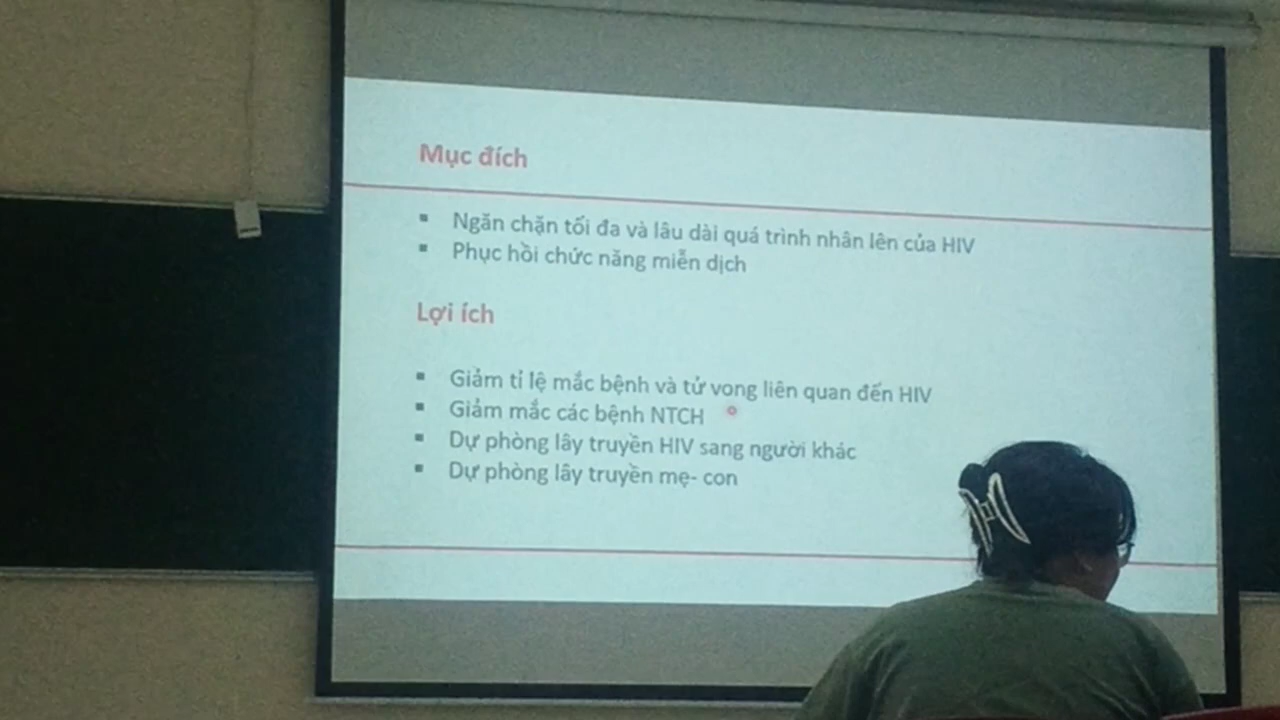 Mục đích
▪ Ngăn chặn tối đa và lâu dài quá trình nhân lên của HIV
▪ Phục hồi chức năng miễn dịch
Lợi ích
▪ Giảm tỉ lệ mắc bệnh và tử vong liên quan đến HIV
▪ Giảm mắc các bệnh NTCH
▪ Dự phòng lây truyền HIV sang người khác
▪ Dự phòng lây truyền mẹ- con